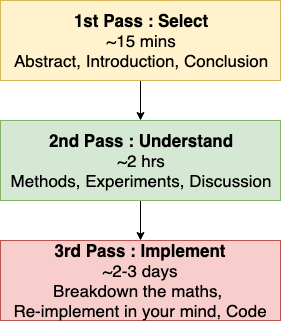 1st Pass : Select
~15 mins
Abstract, Introduction, Conclusion
2nd Pass : Understand
~2 hrs
Methods, Experiments, Discussion
3rd Pass : Implement
~2-3 days
Breakdown the maths,
Re-implement in your mind, Code